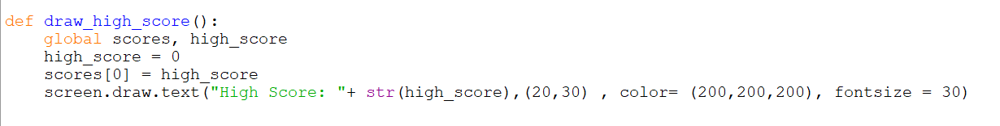 def draw_high_score():
    global scores, high_score
    high_score = 0
    scores[0] = high_score
    screen.draw.text("High Score: "+ str(high_score),(20,30) , color= (200,200,200), fontsize = 30)